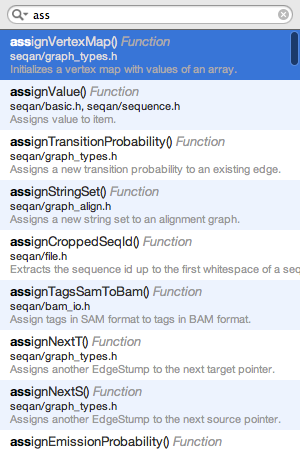 ass
assignVertexMap() Function
seqan/graph_types.h
Initializes a vertex map with values of an array.
assignValue() Function
seqan/basic.h, seqan/sequence.h
Assigns value to item.
assignTransitionProbability() Function
seqan/graph_types.h
Assigns a new transition probability to an existing edge.
assignStringSet() Function
seqan/graph_align.h
Assigns a new string set to an alignment graph.
assignCroppedSeqId() Function
seqan/file.h
Extracts the sequence id up to the first whitespace of a seq
assignTagsSamToBam() Function
seqan/bam_io.h
Assign tags in SAM format to tags in BAM format.
assignNextT() Function
seqan/graph_types.h
Assigns another EdgeStump to the next target pointer.
assignNextS() Function
seqan/graph_types.h
Assigns another EdgeStump to the next source pointer.
assignEmissionProbability() Function